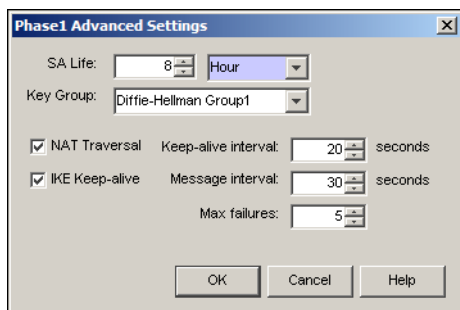 Phase1 Advanced Settings
SA Life: 8 Hour
Key Group: Diffie-Hellman Group1
NAT Traversal Keep-alive interval: 20 seconds
IKE Keep-alive Message interval: 30 seconds
Max failures: 5
OK Cancel Help